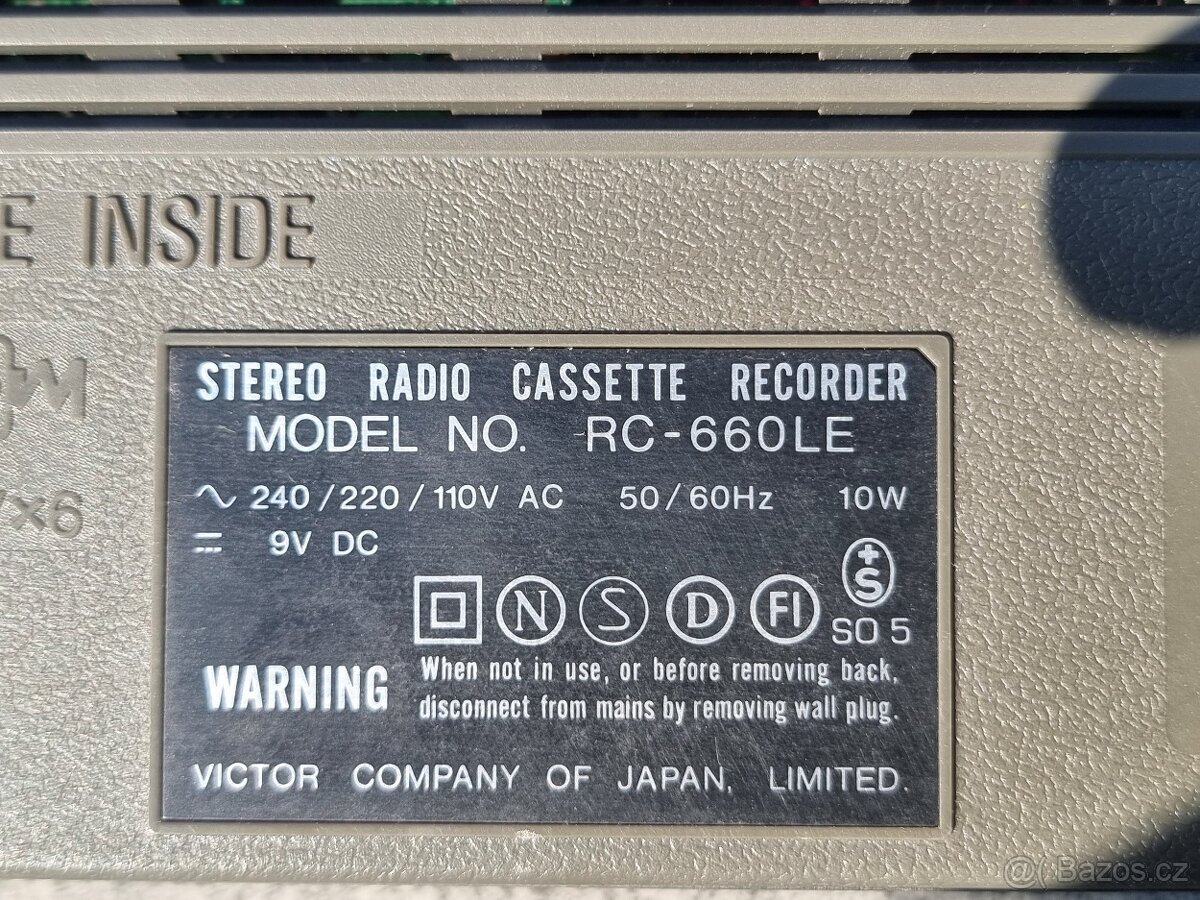 E INSIDE
×6
STEREO RADIO CASSETTE RECORDER
MODEL NO. RC-660LE
∿ 240/220/110V AC 50/60Hz 10W
⎓ 9V DC
N S D FI +S
SO 5
WARNING When not in use, or before removing back,
disconnect from mains by removing wall plug.
VICTOR COMPANY OF JAPAN, LIMITED.
@( Bazos.cz